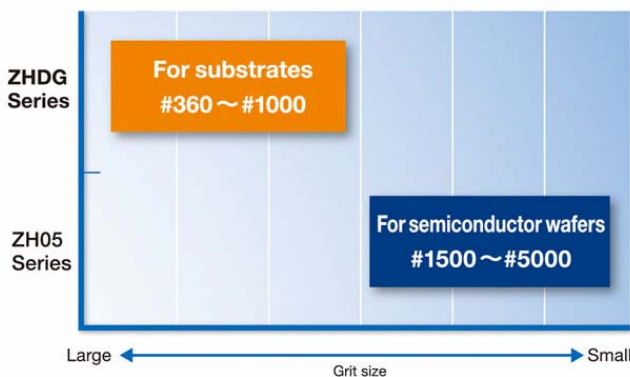 ZHDG
Series
For substrates
#360～#1000
ZH05
Series
For semiconductor wafers
#1500～#5000
Large
Small
Grit size